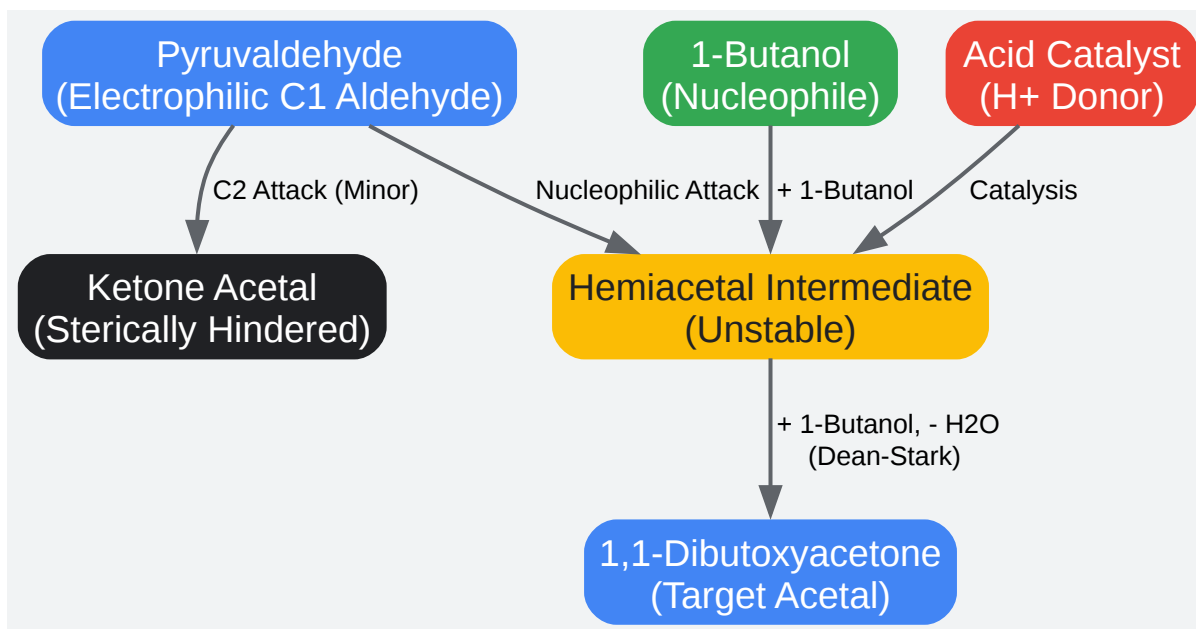 Pyruvaldehyde
(Electrophilic C1 Aldehyde)
1-Butanol
(Nucleophile)
Acid Catalyst
(H+ Donor)
C2 Attack (Minor)
Nucleophilic Attack
+ 1-Butanol
Catalysis
Ketone Acetal
(Sterically Hindered)
Hemiacetal Intermediate
(Unstable)
+ 1-Butanol, - H2O
(Dean-Stark)
1,1-Dibutoxyacetone
(Target Acetal)